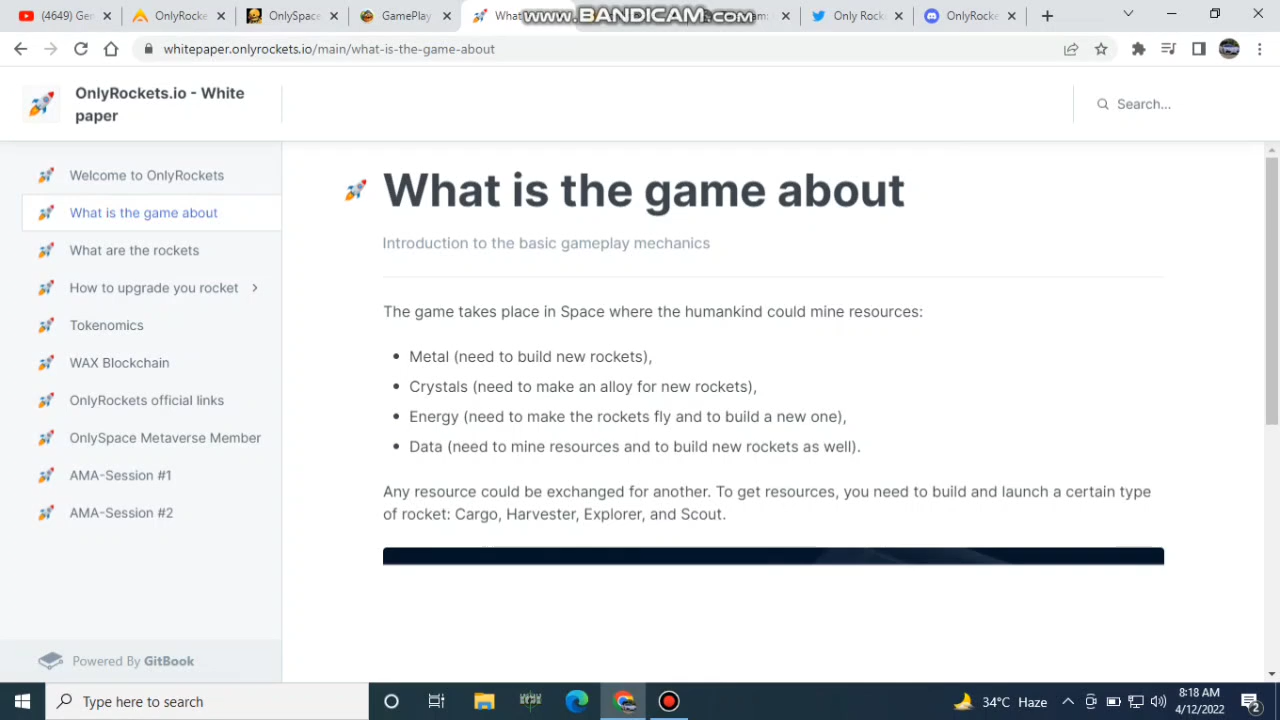 (4649) Ge
OnlyRocke
OnlySpace
GamePlay
What
www.BANDICAM.com
Only Rock
OnlyRocke
whitepaper.onlyrockets.io/main/what-is-the-game-about
OnlyRockets.io - White
paper
Search...
Welcome to OnlyRockets
What is the game about
What are the rockets
How to upgrade you rocket
Tokenomics
WAX Blockchain
OnlyRockets official links
OnlySpace Metaverse Member
AMA-Session #1
AMA-Session #2
Powered By GitBook
What is the game about
Introduction to the basic gameplay mechanics
The game takes place in Space where the humankind could mine resources:
Metal (need to build new rockets),
Crystals (need to make an alloy for new rockets),
Energy (need to make the rockets fly and to build a new one),
Data (need to mine resources and to build new rockets as well).
Any resource could be exchanged for another. To get resources, you need to build and launch a certain type
of rocket: Cargo, Harvester, Explorer, and Scout.
Type here to search
34°C Haze
8:18 AM
4/12/2022
2